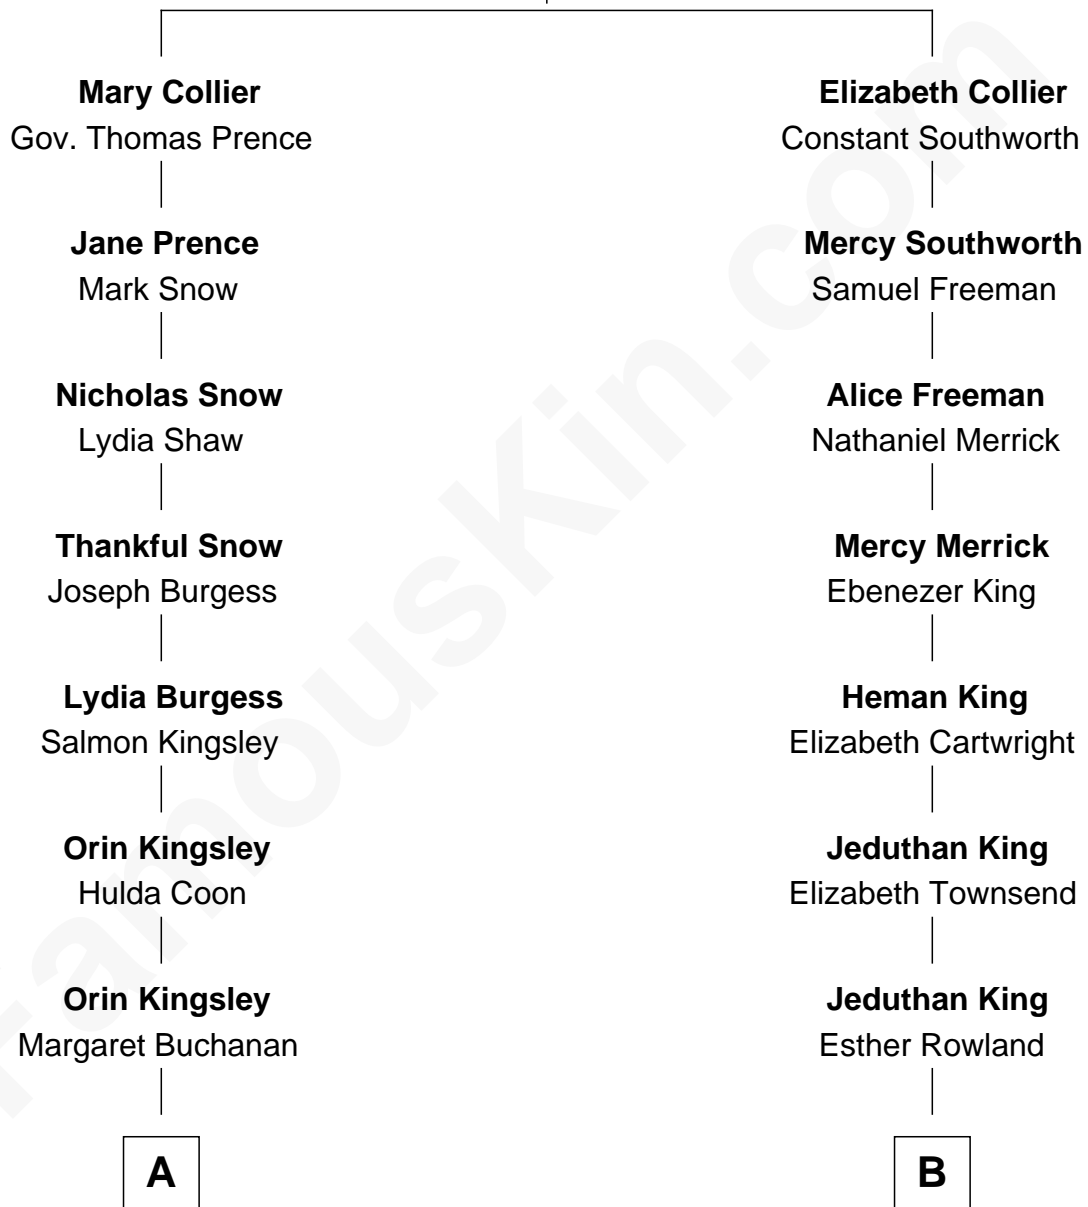 Mary Collier
Gov. Thomas Prence
Jane Prence
Mark Snow
Nicholas Snow
Lydia Shaw
Thankful Snow
Joseph Burgess
Lydia Burgess
Salmon Kingsley
Orin Kingsley
Hulda Coon
Orin Kingsley
Margaret Buchanan
A
Elizabeth Collier
Constant Southworth
Mercy Southworth
Samuel Freeman
Alice Freeman
Nathaniel Merrick
Mercy Merrick
Ebenezer King
Heman King
Elizabeth Cartwright
Jeduthan King
Elizabeth Townsend
Jeduthan King
Esther Rowland
B
FamousKin.com